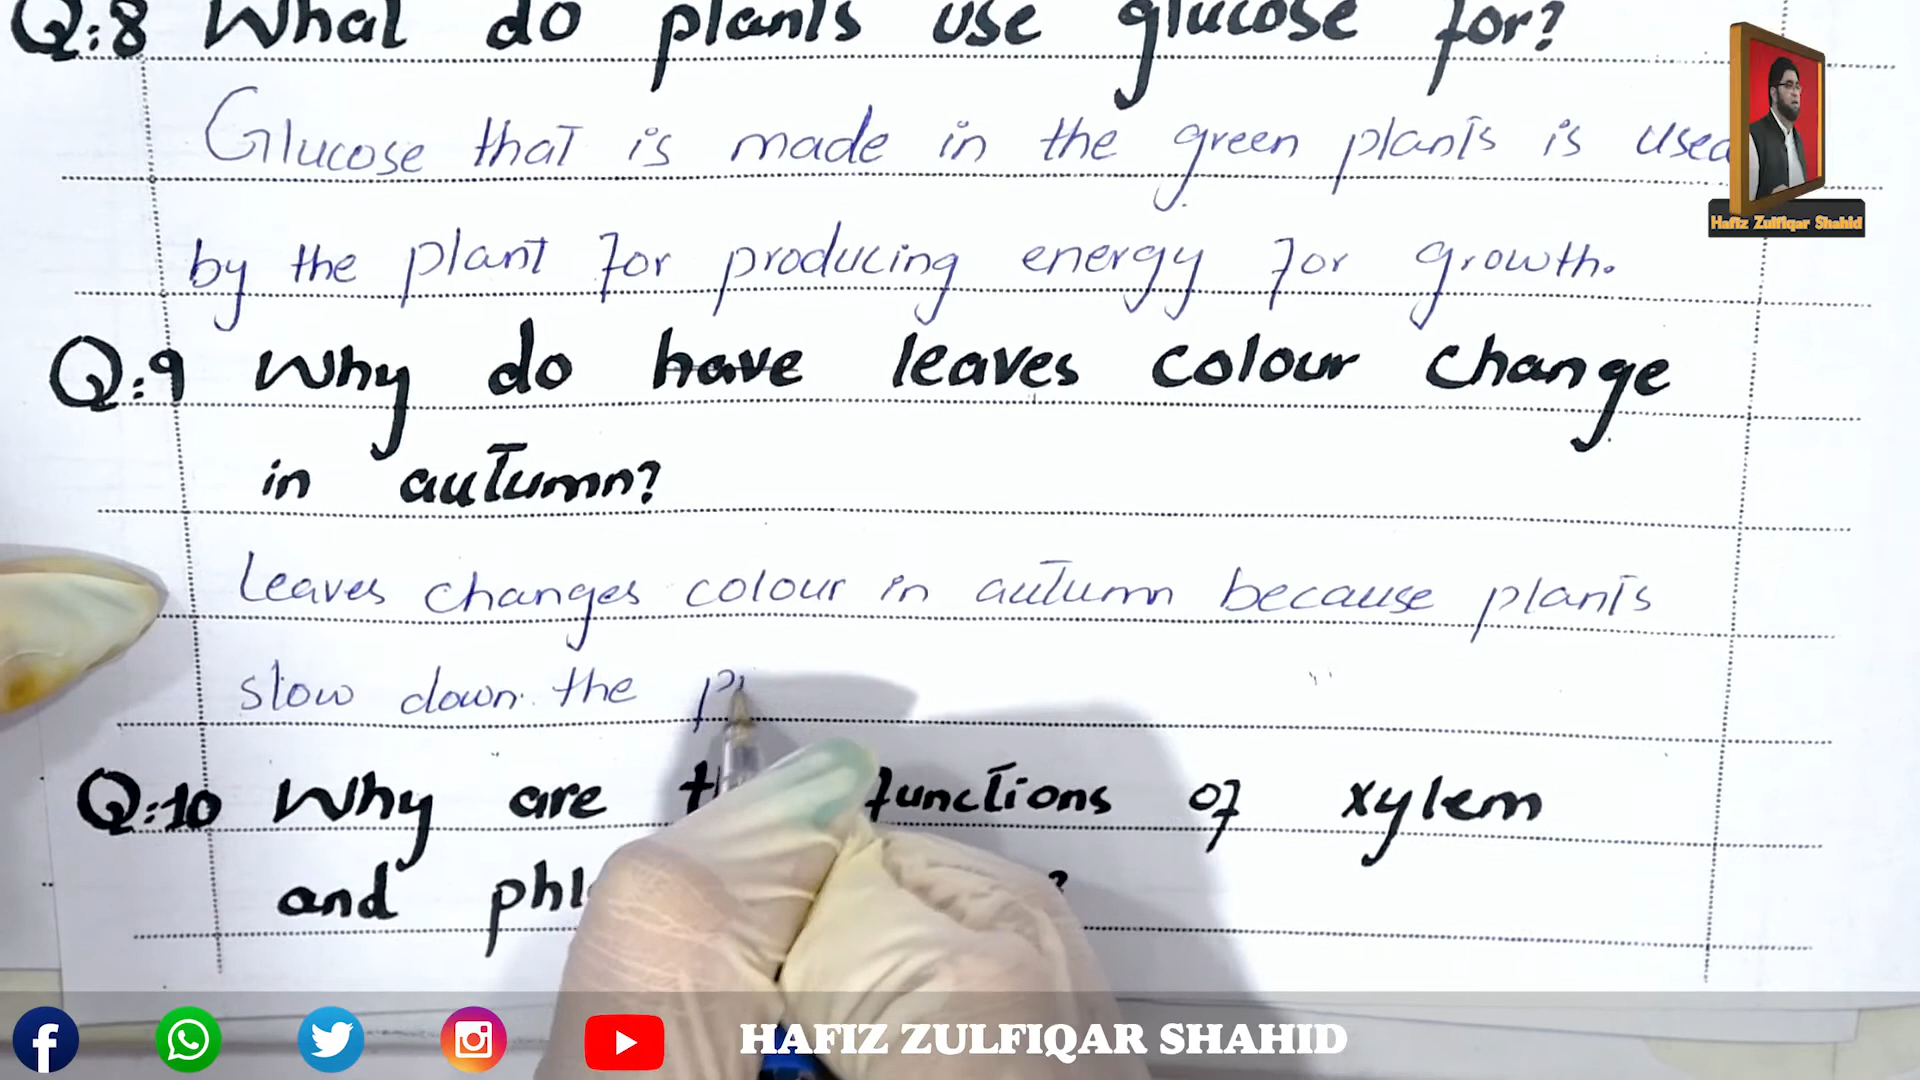 Q:8 What do plants use glucose for?
Glucose that is made in the green plants is used
by the plant for producing energy for growth.
Q:9 Why do have leaves colour change
in autumn?
Leaves changes colour in autumn because plants
slow down the
Q:10 Why are functions of xylem
and ?
Hafiz Zulfiqar Shahid
HAFIZ ZULFIQAR SHAHID